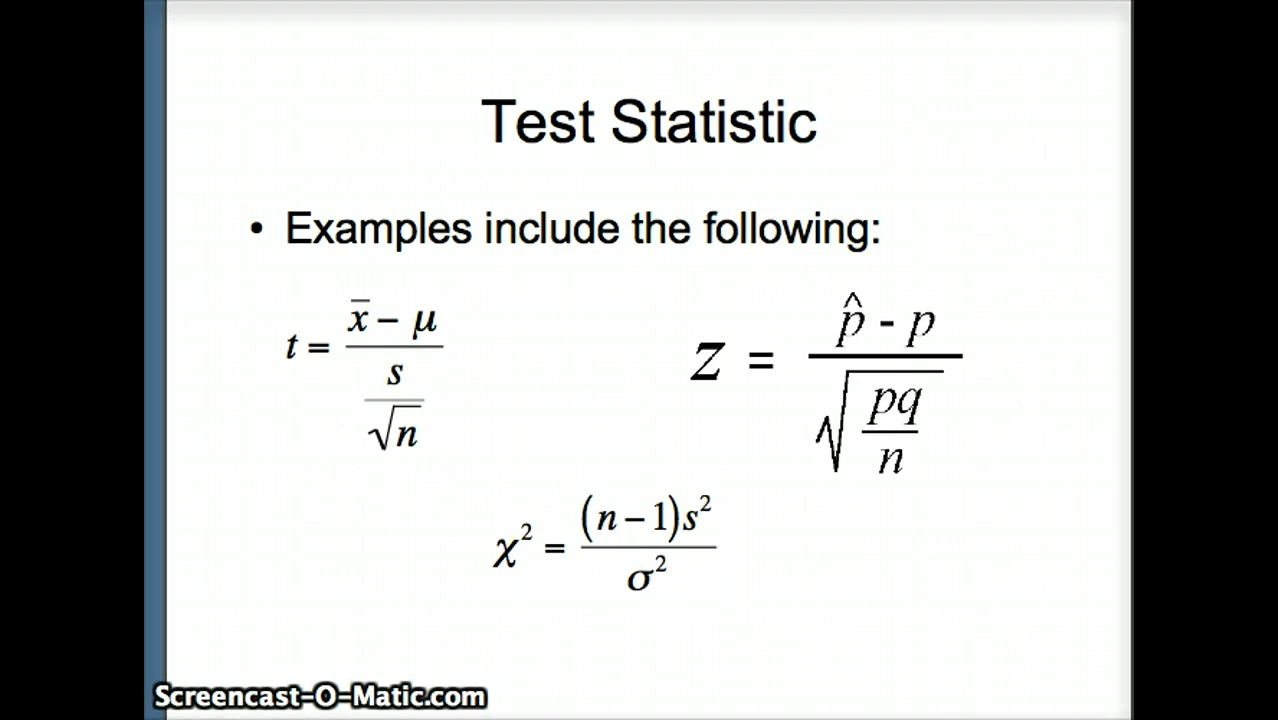 Test Statistic
• Examples include the following:
t = (x̄ − μ) / (s / √n)
z = (p̂ - p) / √(pq / n)
χ² = (n − 1)s² / σ²
Screencast-O-Matic.com